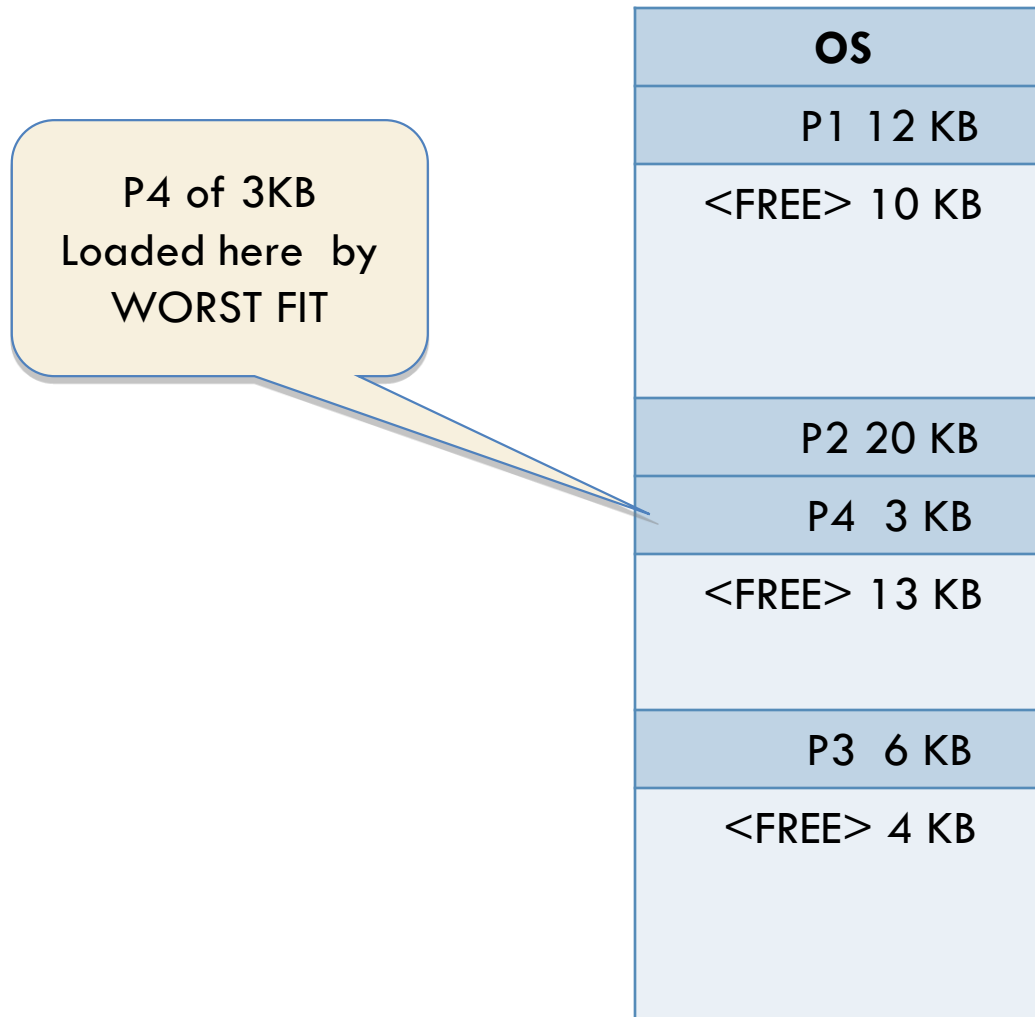 OS
P1 12 KB
P4 of 3KB
Loaded here by
WORST FIT
<FREE> 10 KB
P2 20 KB
P4 3 KB
<FREE> 13 KB
P3 6 KB
<FREE> 4 KB